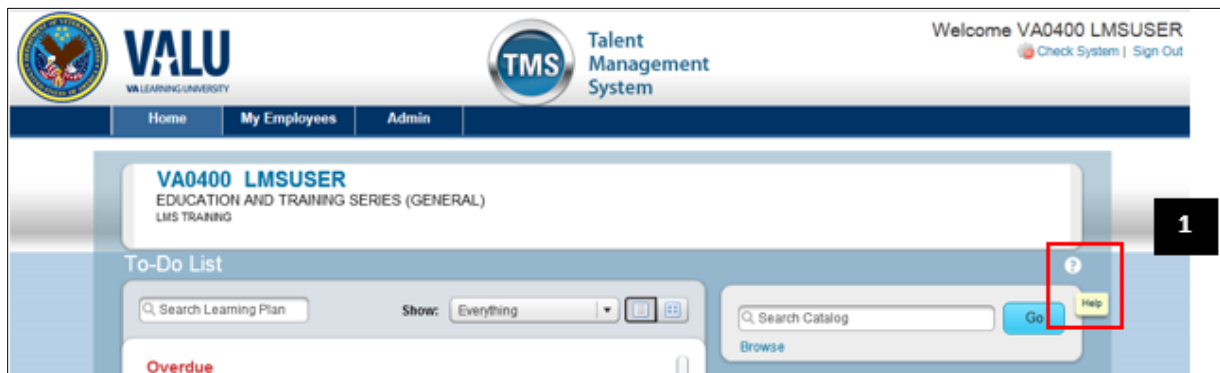 VALU
VA LEARNING UNIVERSITY
TMS
Talent
Management
System
Welcome VA0400 LMSUSER
Check System | Sign Out
Home My Employees Admin
VA0400 LMSUSER
EDUCATION AND TRAINING SERIES (GENERAL)
LMS TRAINING
1
To-Do List
?
Help
Search Learning Plan Show: Everything
Search Catalog Go
Browse
Overdue